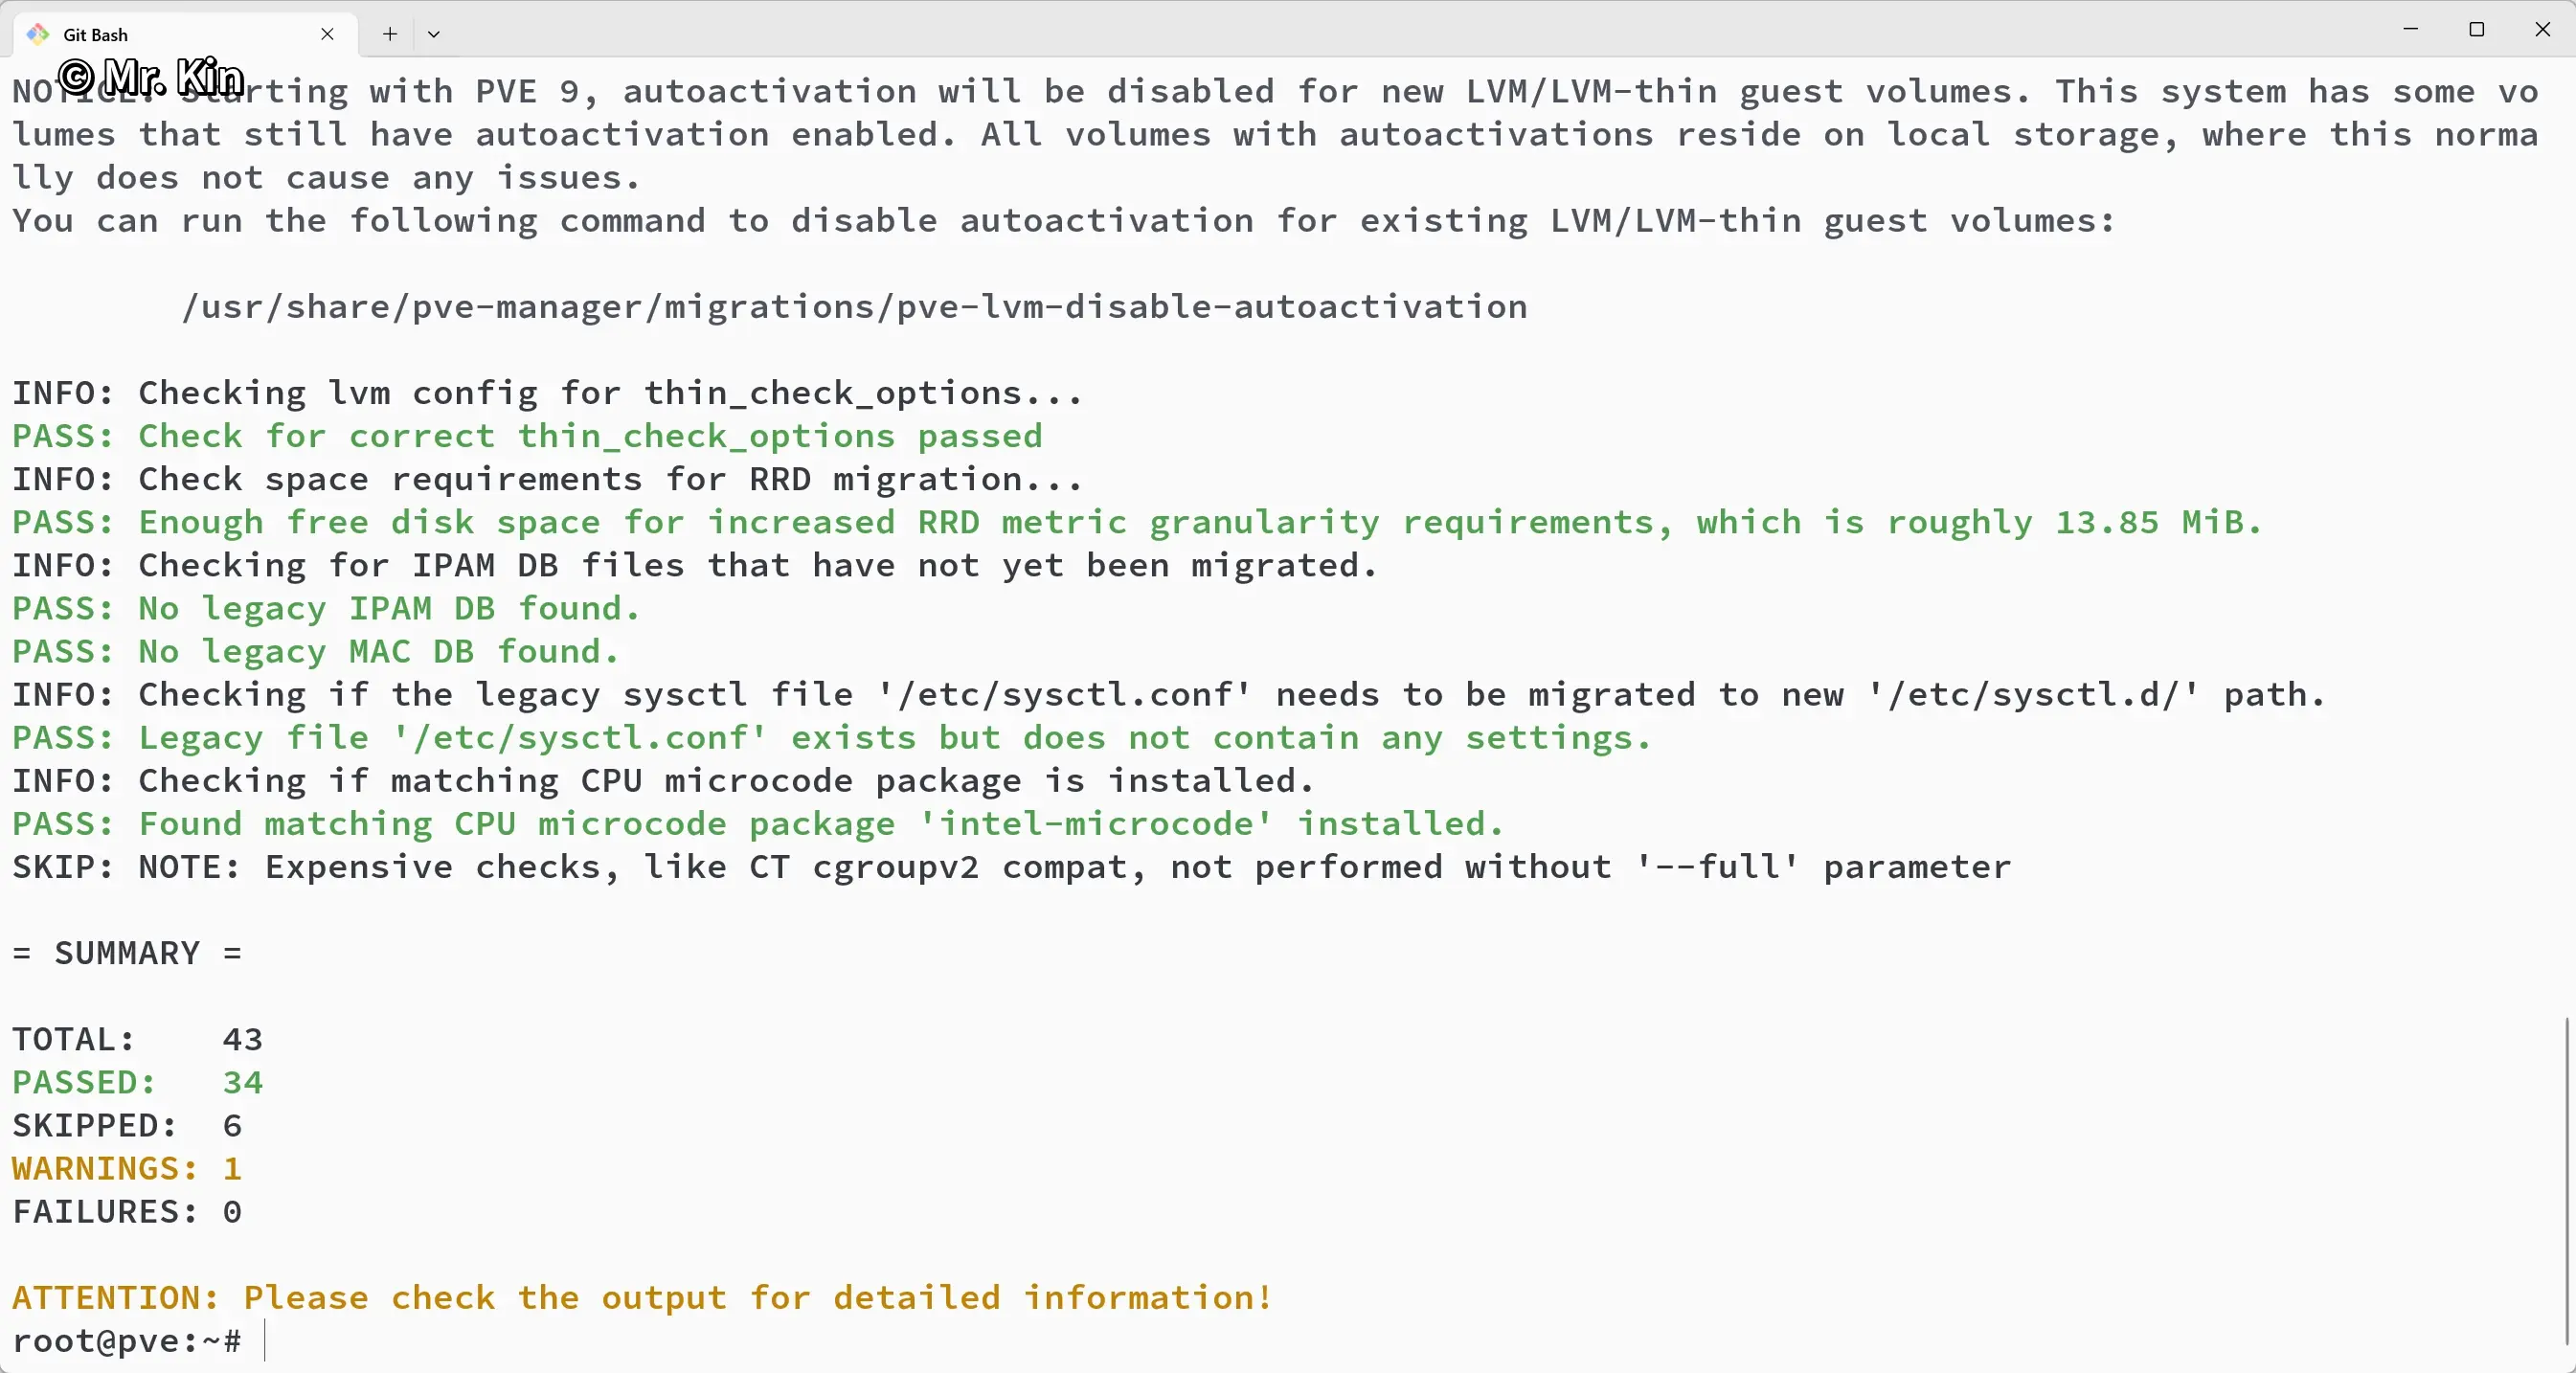 Git Bash
© Mr. Kin
NOTICE: Starting with PVE 9, autoactivation will be disabled for new LVM/LVM-thin guest volumes. This system has some vo
lumes that still have autoactivation enabled. All volumes with autoactivations reside on local storage, where this norma
lly does not cause any issues.
You can run the following command to disable autoactivation for existing LVM/LVM-thin guest volumes:
/usr/share/pve-manager/migrations/pve-lvm-disable-autoactivation
INFO: Checking lvm config for thin_check_options...
PASS: Check for correct thin_check_options passed
INFO: Check space requirements for RRD migration...
PASS: Enough free disk space for increased RRD metric granularity requirements, which is roughly 13.85 MiB.
INFO: Checking for IPAM DB files that have not yet been migrated.
PASS: No legacy IPAM DB found.
PASS: No legacy MAC DB found.
INFO: Checking if the legacy sysctl file '/etc/sysctl.conf' needs to be migrated to new '/etc/sysctl.d/' path.
PASS: Legacy file '/etc/sysctl.conf' exists but does not contain any settings.
INFO: Checking if matching CPU microcode package is installed.
PASS: Found matching CPU microcode package 'intel-microcode' installed.
SKIP: NOTE: Expensive checks, like CT cgroupv2 compat, not performed without '--full' parameter
= SUMMARY =
TOTAL: 43
PASSED: 34
SKIPPED: 6
WARNINGS: 1
FAILURES: 0
ATTENTION: Please check the output for detailed information!
root@pve:~#